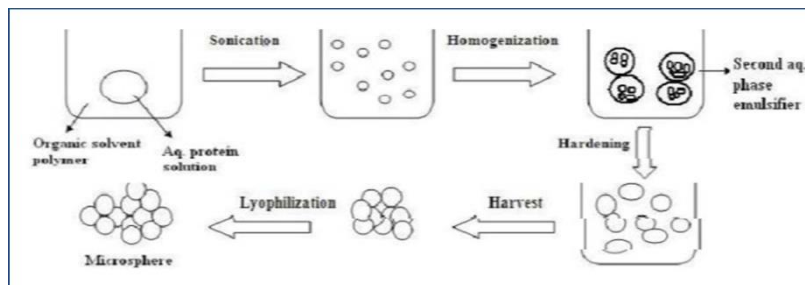 Sonication
Homogenization
Second aq.
phase
emulsifier
Organic solvent
polymer
Aq. protein
solution
Hardening
Lyophilization
Harvest
Microsphere